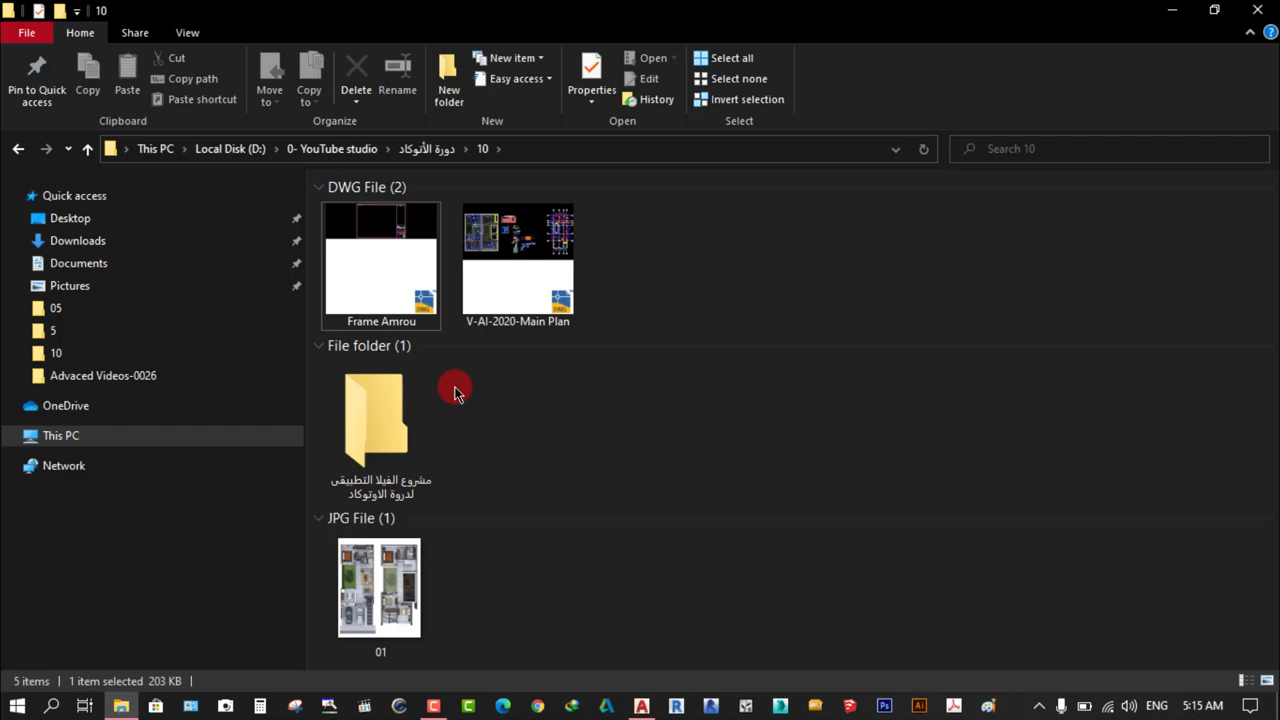 10
File
Home
Share
View
Pin to Quick
access
Copy
Paste
Cut
Copy path
Paste shortcut
Clipboard
Move
to
Copy
to
Delete
Rename
Organize
New
folder
New item
Easy access
New
Properties
Open
Edit
History
Open
Select all
Select none
Invert selection
Select
This PC
Local Disk (D:)
0- YouTube studio
دورة الأتوكاد
10
Search 10
Quick access
Desktop
Downloads
Documents
Pictures
05
5
10
Advaced Videos-0026
OneDrive
This PC
Network
DWG File (2)
DWG
Frame Amrou
DWG
V-AI-2020-Main Plan
File folder (1)
مشروع الفيلا التطبيقى
لدروة الاوتوكاد
JPG File (1)
01
5 items
1 item selected 203 KB
ENG
5:15 AM